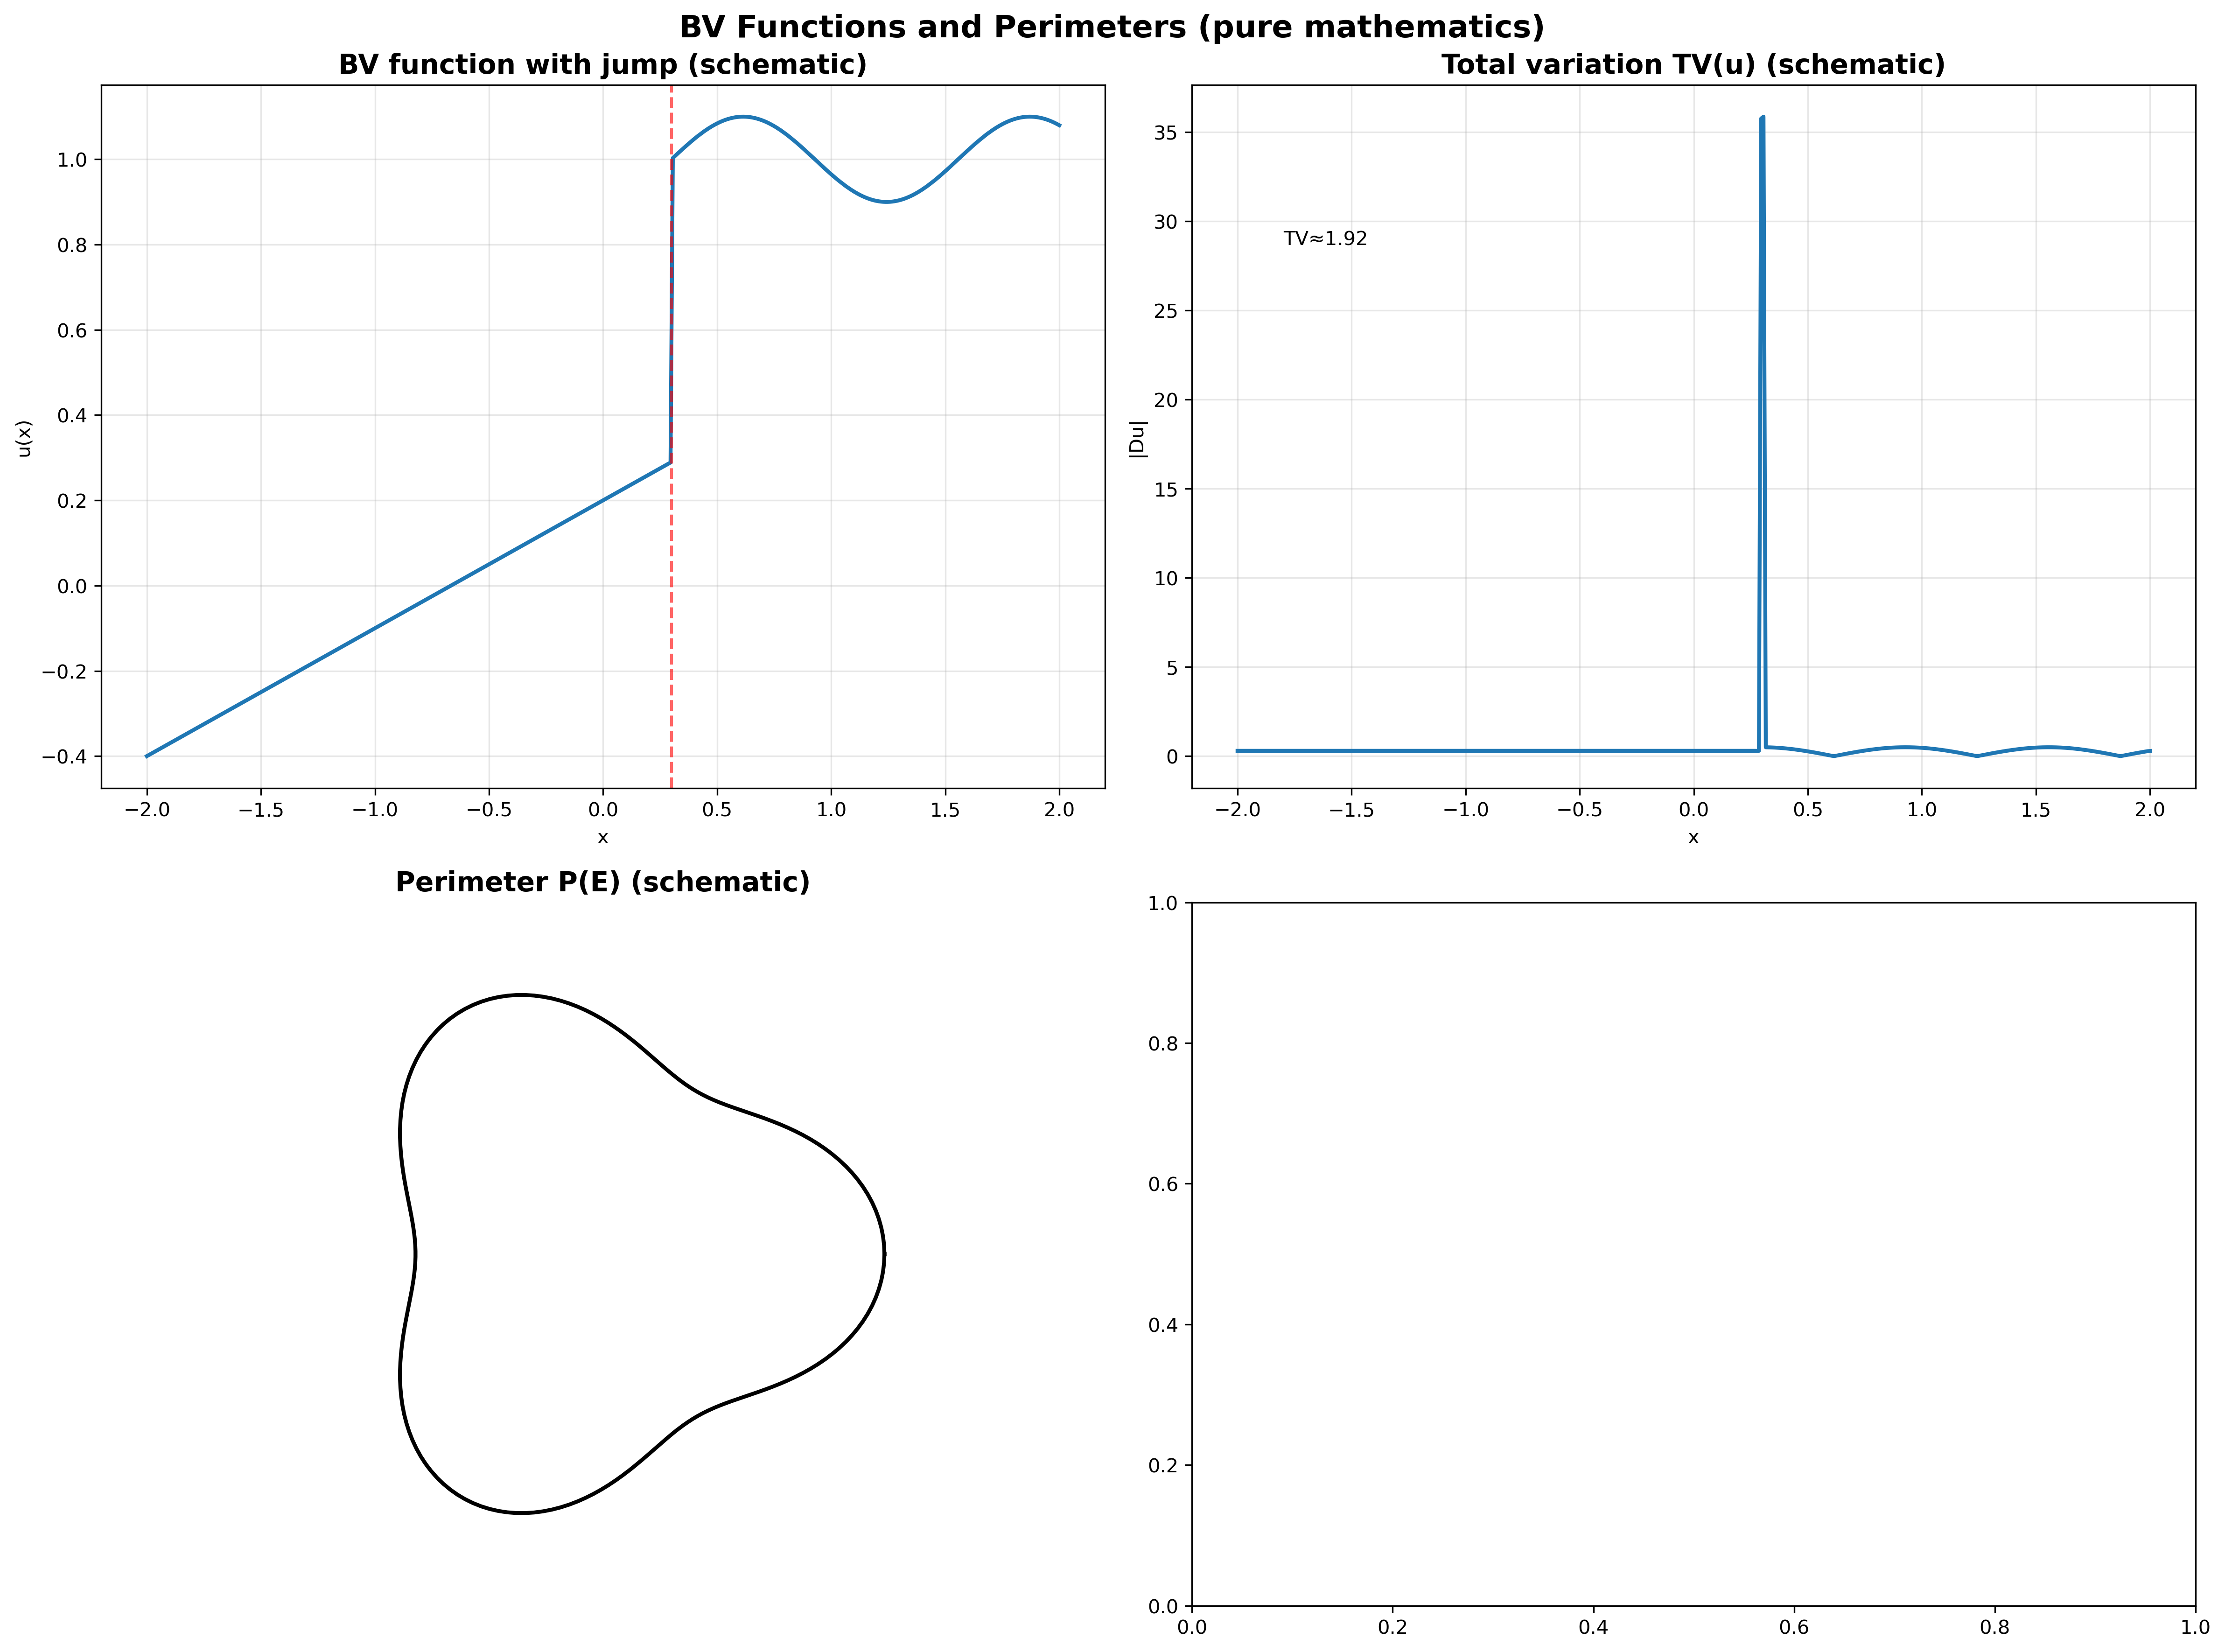 BV Functions and Perimeters (pure mathematics)
BV function with jump (schematic)
1.0
0.8
0.6
0.4
0.2
0.0
−0.2
−0.4
u(x)
−2.0 −1.5 −1.0 −0.5 0.0 0.5 1.0 1.5 2.0
x
Total variation TV(u) (schematic)
35
30
25
20
15
10
5
0
|Du|
TV≈1.92
−2.0 −1.5 −1.0 −0.5 0.0 0.5 1.0 1.5 2.0
x
Perimeter P(E) (schematic)
1.0
0.8
0.6
0.4
0.2
0.0
0.0 0.2 0.4 0.6 0.8 1.0